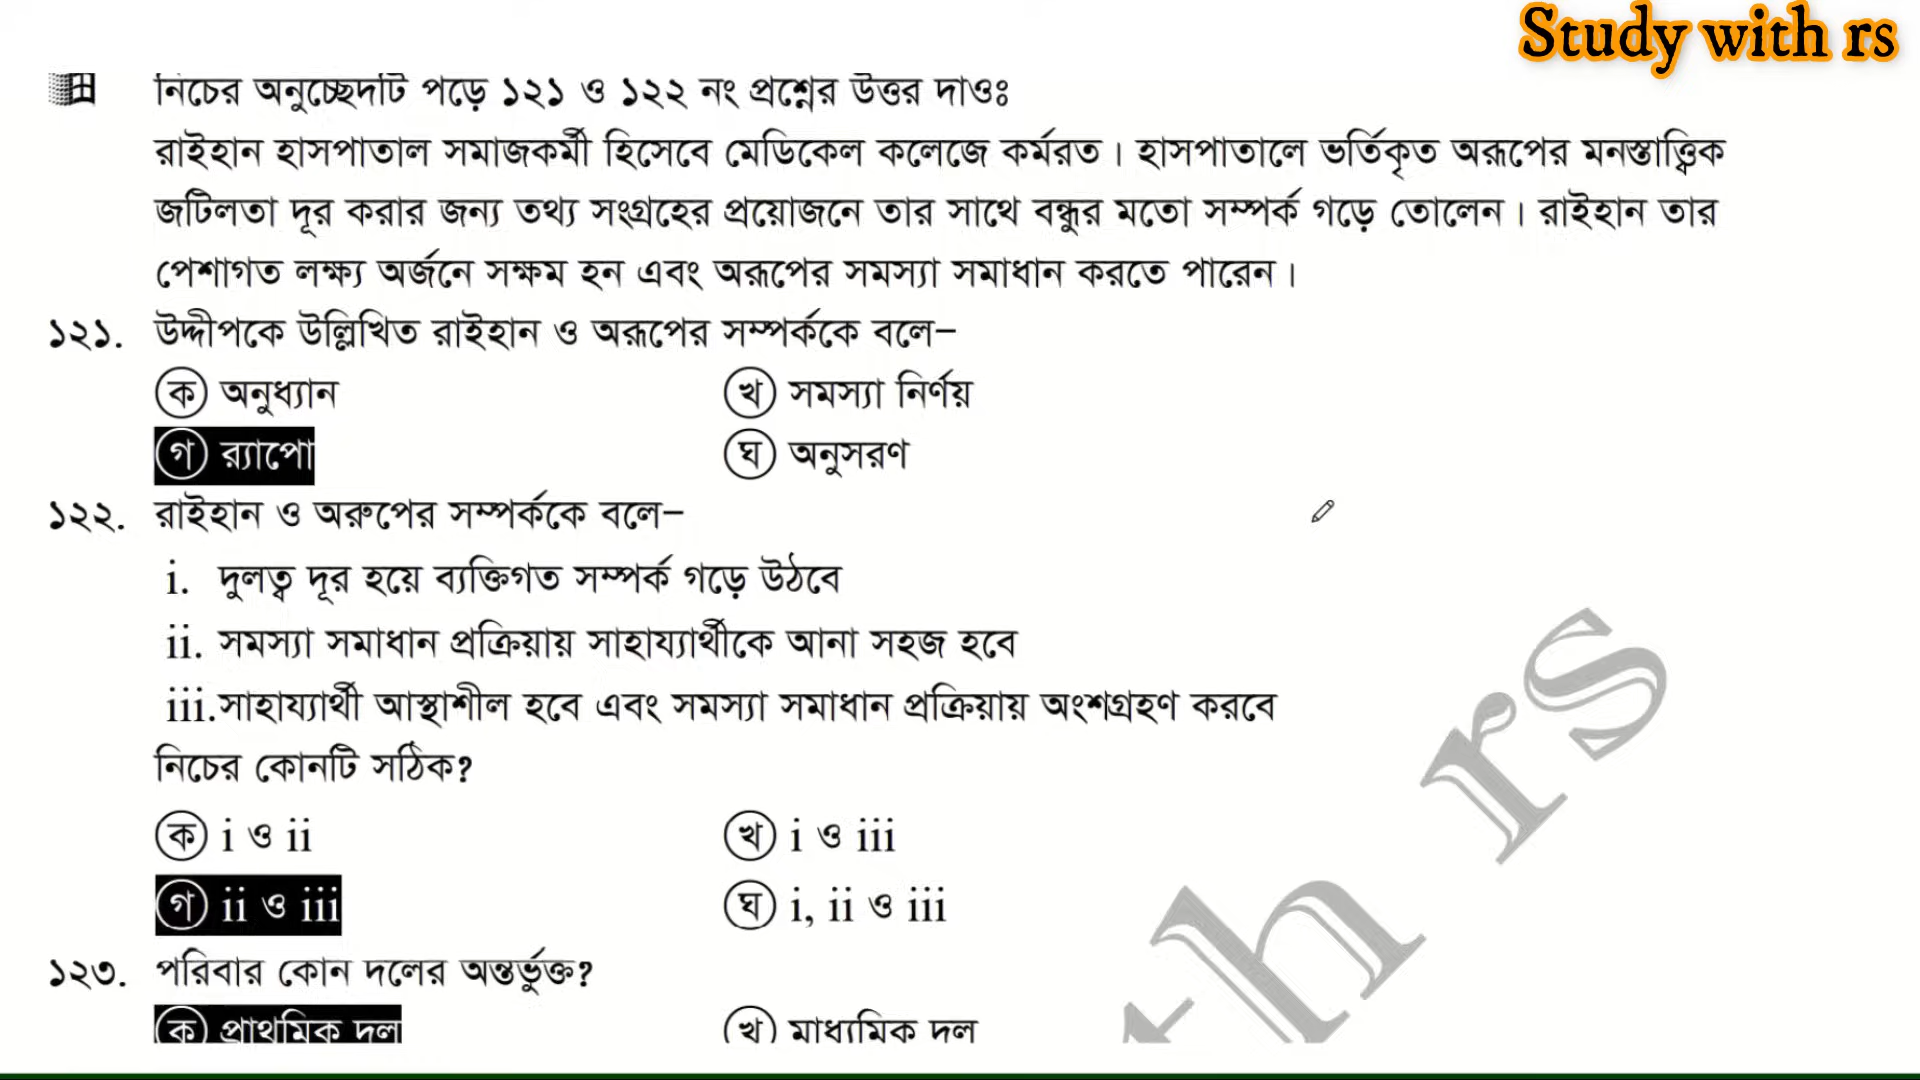 Study with rs
নিচের অনুচ্ছেদটি পড়ে ১২১ ও ১২২ নং প্রশ্নের উত্তর দাওঃ
রাইহান হাসপাতাল সমাজকর্মী হিসেবে মেডিকেল কলেজে কর্মরত। হাসপাতালে ভর্তিকৃত অরূপের মনস্তাত্ত্বিক
জটিলতা দূর করার জন্য তথ্য সংগ্রহের প্রয়োজনে তার সাথে বন্ধুর মতো সম্পর্ক গড়ে তোলেন। রাইহান তার
পেশাগত লক্ষ্য অর্জনে সক্ষম হন এবং অরূপের সমস্যা সমাধান করতে পারেন।
১২১. উদ্দীপকে উল্লিখিত রাইহান ও অরূপের সম্পর্ককে বলে–
ক অনুধ্যান খ সমস্যা নির্ণয়
গ র‍্যাপো ঘ অনুসরণ
১২২. রাইহান ও অরুপের সম্পর্ককে বলে–
i. দুলত্ব দূর হয়ে ব্যক্তিগত সম্পর্ক গড়ে উঠবে
ii. সমস্যা সমাধান প্রক্রিয়ায় সাহায্যার্থীকে আনা সহজ হবে
iii.সাহায্যার্থী আস্থাশীল হবে এবং সমস্যা সমাধান প্রক্রিয়ায় অংশগ্রহণ করবে
নিচের কোনটি সঠিক?
ক i ও ii খ i ও iii
গ ii ও iii ঘ i, ii ও iii
১২৩. পরিবার কোন দলের অন্তর্ভুক্ত?
ক প্রাথমিক দল খ মাধ্যমিক দল
th rs